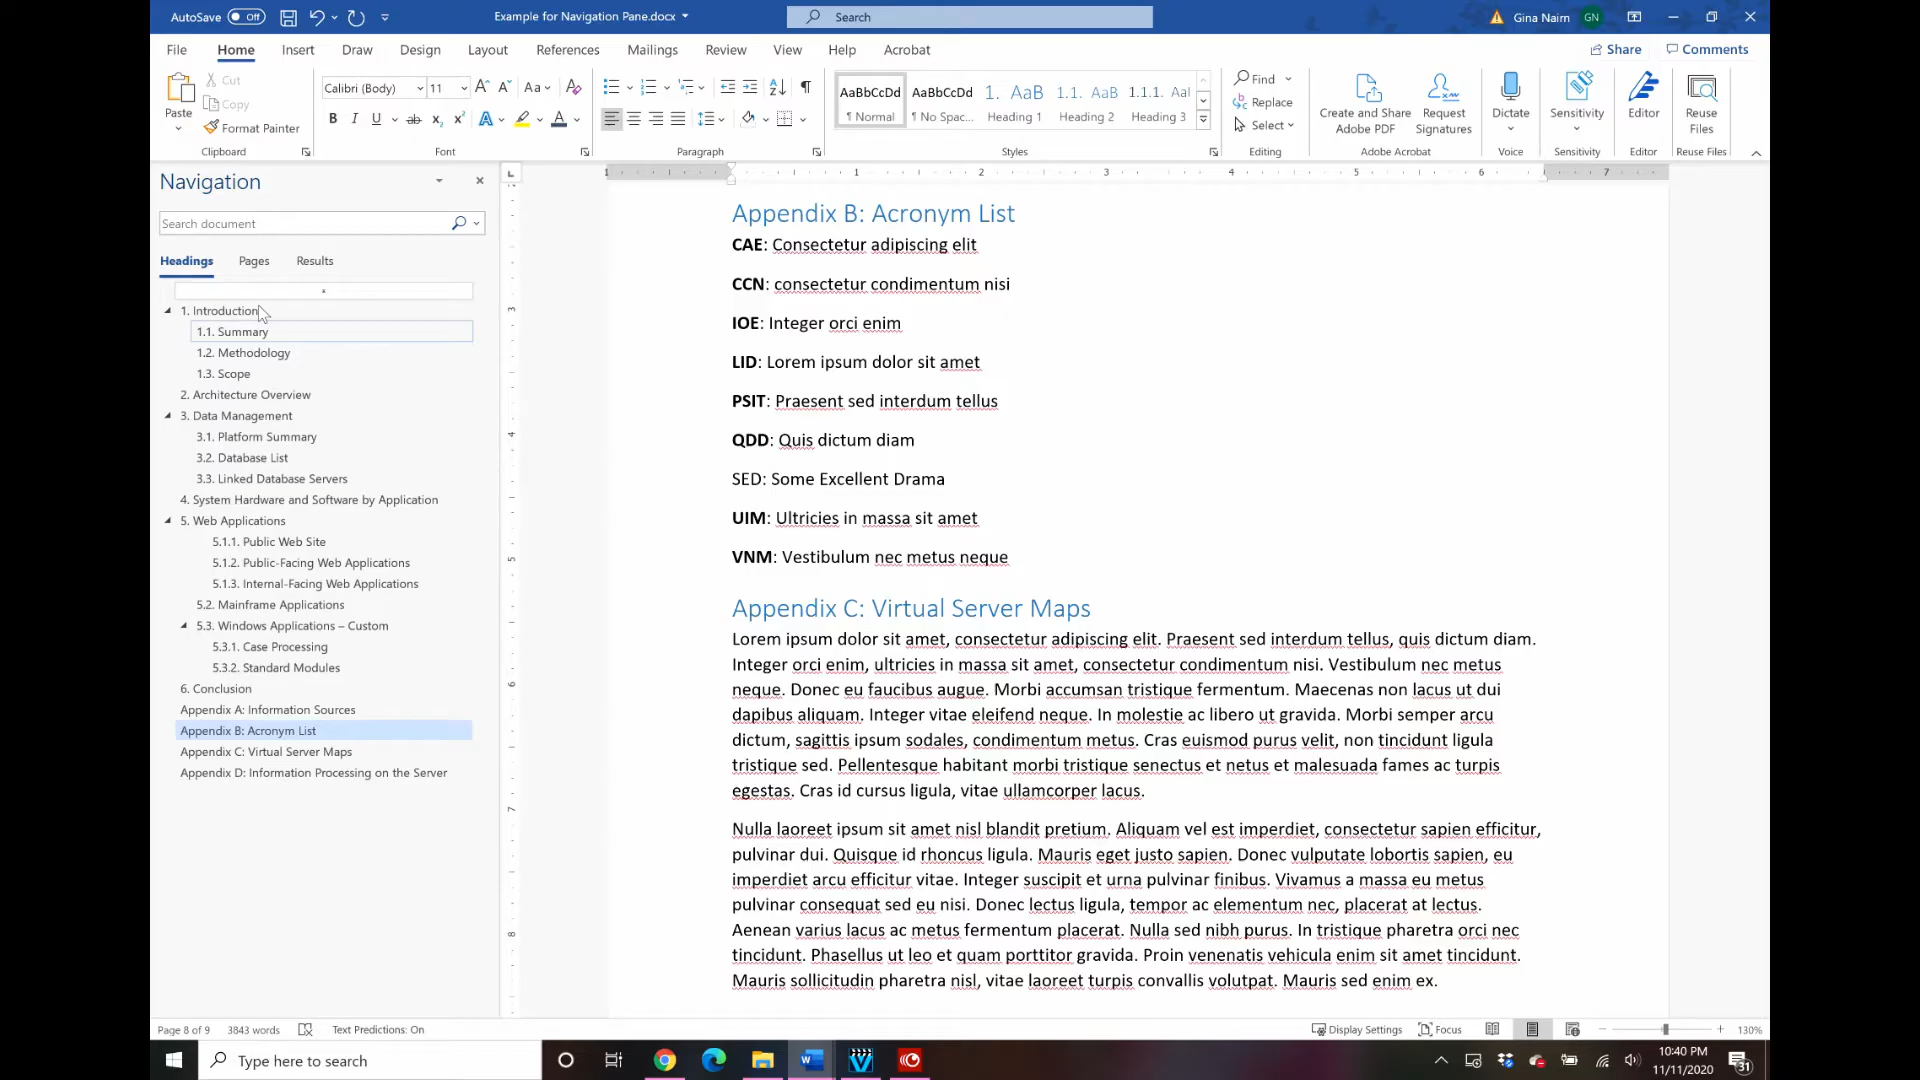 AutoSave Off Example for Navigation Pane.docx Search Gina Nairn GN
File Home Insert Draw Design Layout References Mailings Review View Help Acrobat Share Comments
Paste Cut Copy Format Painter
Clipboard
Calibri (Body) 11
Font
Paragraph
AaBbCcDd AaBbCcDd 1. AaB 1.1. AaB 1.1.1. Aal
¶ Normal ¶ No Spac... Heading 1 Heading 2 Heading 3
Styles
Find
Replace
Select
Editing
Create and Share Adobe PDF
Request Signatures
Adobe Acrobat
Dictate
Voice
Sensitivity
Sensitivity
Editor
Editor
Reuse Files
Reuse Files
Navigation
Search document
Headings Pages Results
1. Introduction
1.1. Summary
1.2. Methodology
1.3. Scope
2. Architecture Overview
3. Data Management
3.1. Platform Summary
3.2. Database List
3.3. Linked Database Servers
4. System Hardware and Software by Application
5. Web Applications
5.1.1. Public Web Site
5.1.2. Public-Facing Web Applications
5.1.3. Internal-Facing Web Applications
5.2. Mainframe Applications
5.3. Windows Applications – Custom
5.3.1. Case Processing
5.3.2. Standard Modules
6. Conclusion
Appendix A: Information Sources
Appendix B: Acronym List
Appendix C: Virtual Server Maps
Appendix D: Information Processing on the Server
1 1 2 3 4 5 6 7
3
4
5
6
7
8
Appendix B: Acronym List
CAE: Consectetur adipiscing elit
CCN: consectetur condimentum nisi
IOE: Integer orci enim
LID: Lorem ipsum dolor sit amet
PSIT: Praesent sed interdum tellus
QDD: Quis dictum diam
SED: Some Excellent Drama
UIM: Ultricies in massa sit amet
VNM: Vestibulum nec metus neque
Appendix C: Virtual Server Maps
Lorem ipsum dolor sit amet, consectetur adipiscing elit. Praesent sed interdum tellus, quis dictum diam.
Integer orci enim, ultricies in massa sit amet, consectetur condimentum nisi. Vestibulum nec metus
neque. Donec eu faucibus augue. Morbi accumsan tristique fermentum. Maecenas non lacus ut dui
dapibus aliquam. Integer vitae eleifend neque. In molestie ac libero ut gravida. Morbi semper arcu
dictum, sagittis ipsum sodales, condimentum metus. Cras euismod purus velit, non tincidunt ligula
tristique sed. Pellentesque habitant morbi tristique senectus et netus et malesuada fames ac turpis
egestas. Cras id cursus ligula, vitae ullamcorper lacus.
Nulla laoreet ipsum sit amet nisl blandit pretium. Aliquam vel est imperdiet, consectetur sapien efficitur,
pulvinar dui. Quisque id rhoncus ligula. Mauris eget justo sapien. Donec vulputate lobortis sapien, eu
imperdiet arcu efficitur vitae. Integer suscipit et urna pulvinar finibus. Vivamus a massa eu metus
pulvinar consequat sed eu nisi. Donec lectus ligula, tempor ac elementum nec, placerat at lectus.
Aenean varius lacus ac metus fermentum placerat. Nulla sed nibh purus. In tristique pharetra orci nec
tincidunt. Phasellus ut leo et quam porttitor gravida. Proin venenatis vehicula enim sit amet tincidunt.
Mauris sollicitudin pharetra nisl, vitae laoreet turpis convallis volutpat. Mauris sed enim ex.
Page 8 of 9 3843 words Text Predictions: On Display Settings Focus 130%
Type here to search
10:40 PM
11/11/2020
31